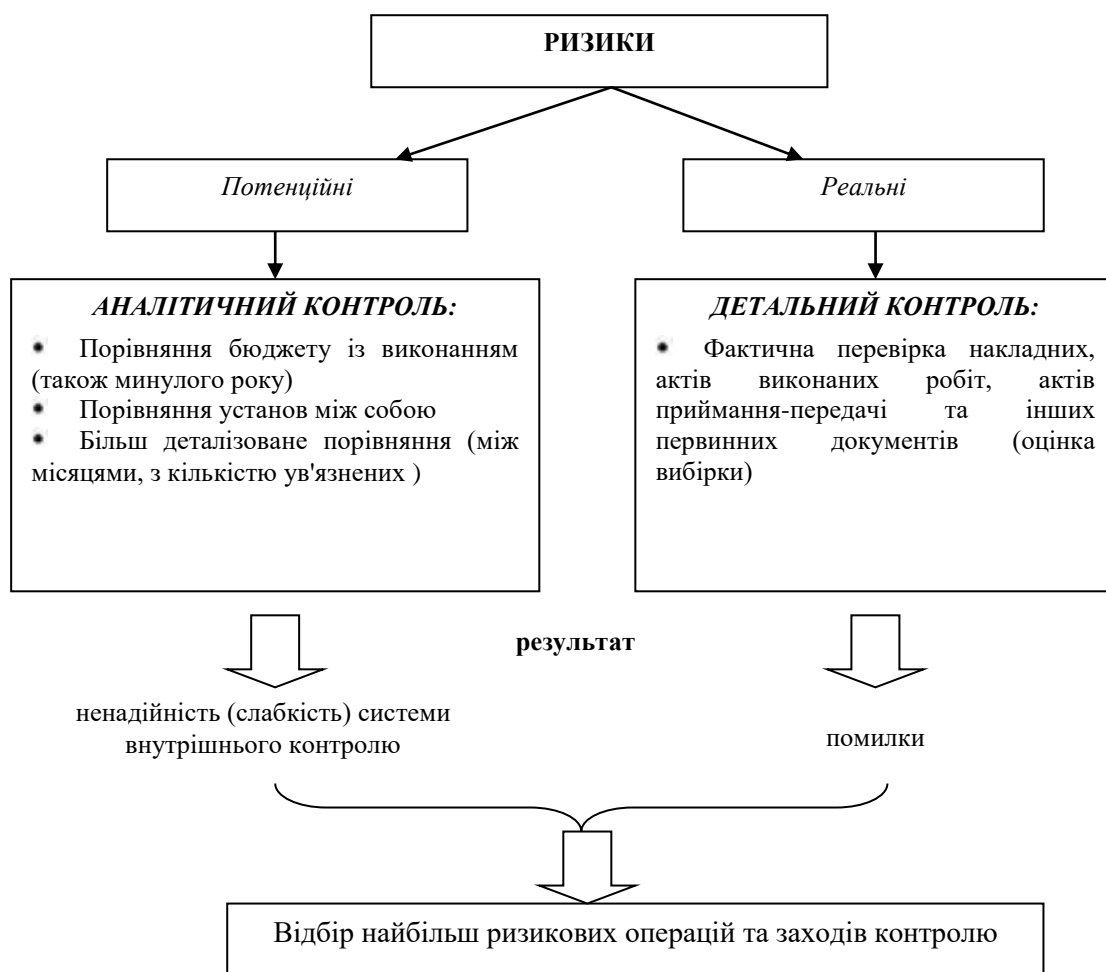 РИЗИКИ
Потенційні
Реальні
АНАЛІТИЧНИЙ КОНТРОЛЬ:
• Порівняння бюджету із виконанням
(також минулого року)
• Порівняння установ між собою
• Більш деталізоване порівняння (між
місяцями, з кількістю ув'язнених )
ДЕТАЛЬНИЙ КОНТРОЛЬ:
• Фактична перевірка накладних,
актів виконаних робіт, актів
приймання-передачі та інших
первинних документів (оцінка
вибірки)
результат
ненадійність (слабкість) системи
внутрішнього контролю
помилки
Відбір найбільш ризикових операцій та заходів контролю